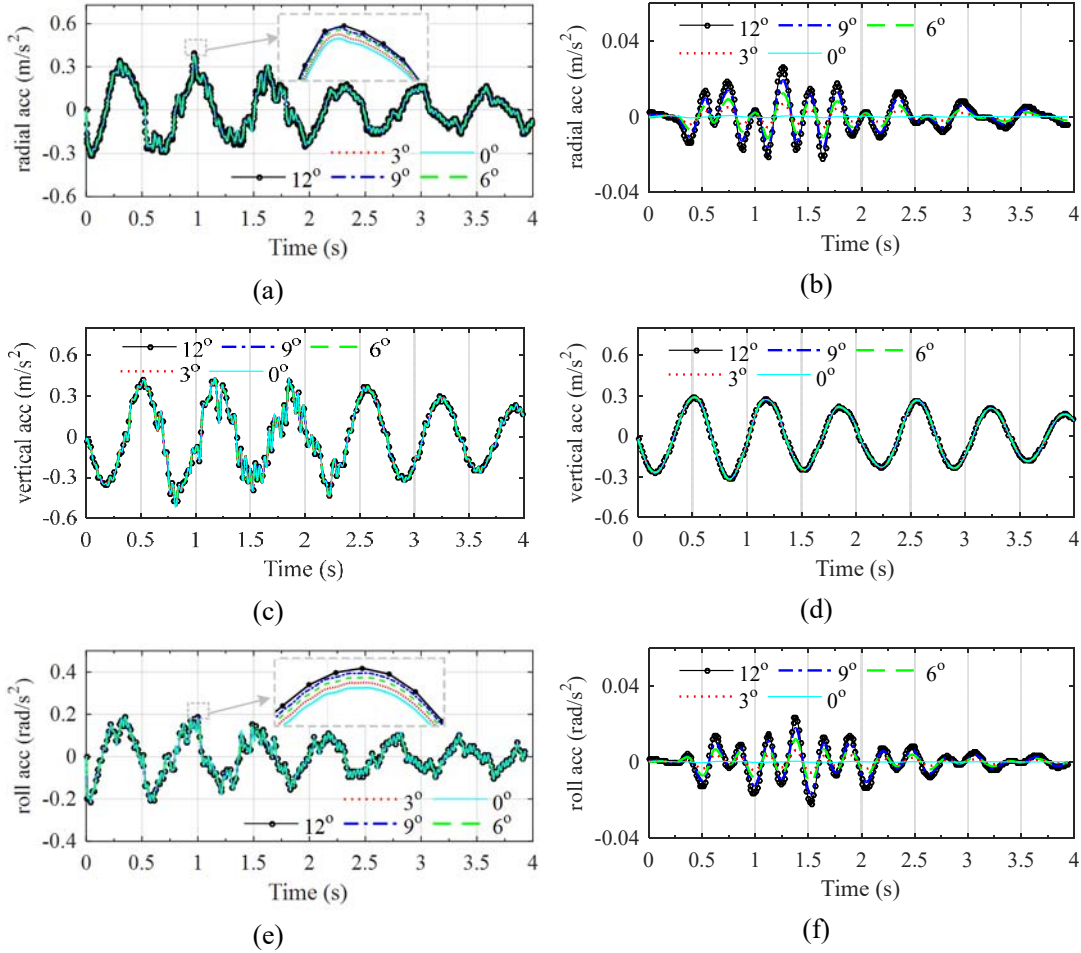 radial acc (m/s²)
0.6
0.3
0
-0.3
-0.6
3° 0°
12° 9° 6°
0 0.5 1 1.5 2 2.5 3 3.5 4
Time (s)
(a)
radial acc (m/s²)
0.04
0
-0.04
12° 9° 6°
3° 0°
0 0.5 1 1.5 2 2.5 3 3.5 4
Time (s)
(b)
vertical acc (m/s²)
0.6
0.3
0
-0.3
-0.6
12° 9° 6°
3° 0°
0 0.5 1 1.5 2 2.5 3 3.5 4
Time (s)
(c)
vertical acc (m/s²)
0.6
0.3
0
-0.3
-0.6
12° 9° 6°
3° 0°
0 0.5 1 1.5 2 2.5 3 3.5 4
Time (s)
(d)
roll acc (rad/s²)
0.4
0.2
0
-0.2
0.4
3° 0°
12° 9° 6°
0 0.5 1 1.5 2 2.5 3 3.5 4
Time (s)
(e)
roll acc (rad/s²)
0.04
0
-0.04
12° 9° 6°
3° 0°
0 0.5 1 1.5 2 2.5 3 3.5 4
Time (s)
(f)